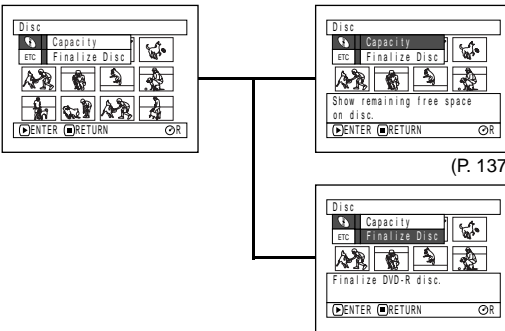 Disc
Capacity
ETC Finalize Disc
ENTER RETURN R
Disc
Capacity
ETC Finalize Disc
Show remaining free space
on disc.
ENTER RETURN R
(P. 137
Disc
Capacity
ETC Finalize Disc
Finalize DVD-R disc.
ENTER RETURN R